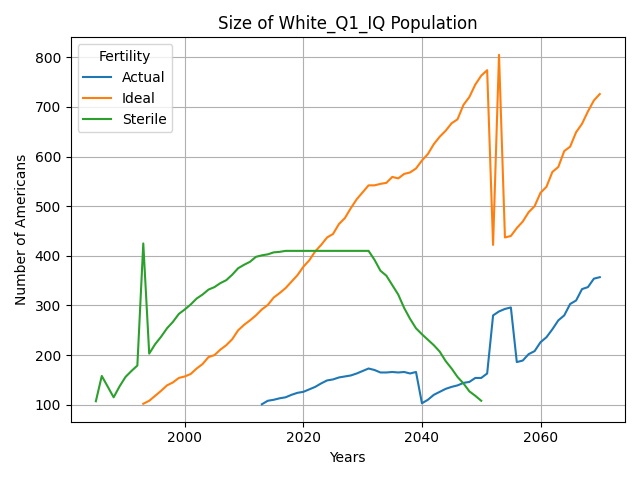 Size of White_Q1_IQ Population
Fertility
Actual
Ideal
Sterile
Number of Americans
800
700
600
500
400
300
200
100
2000
2020
2040
2060
Years